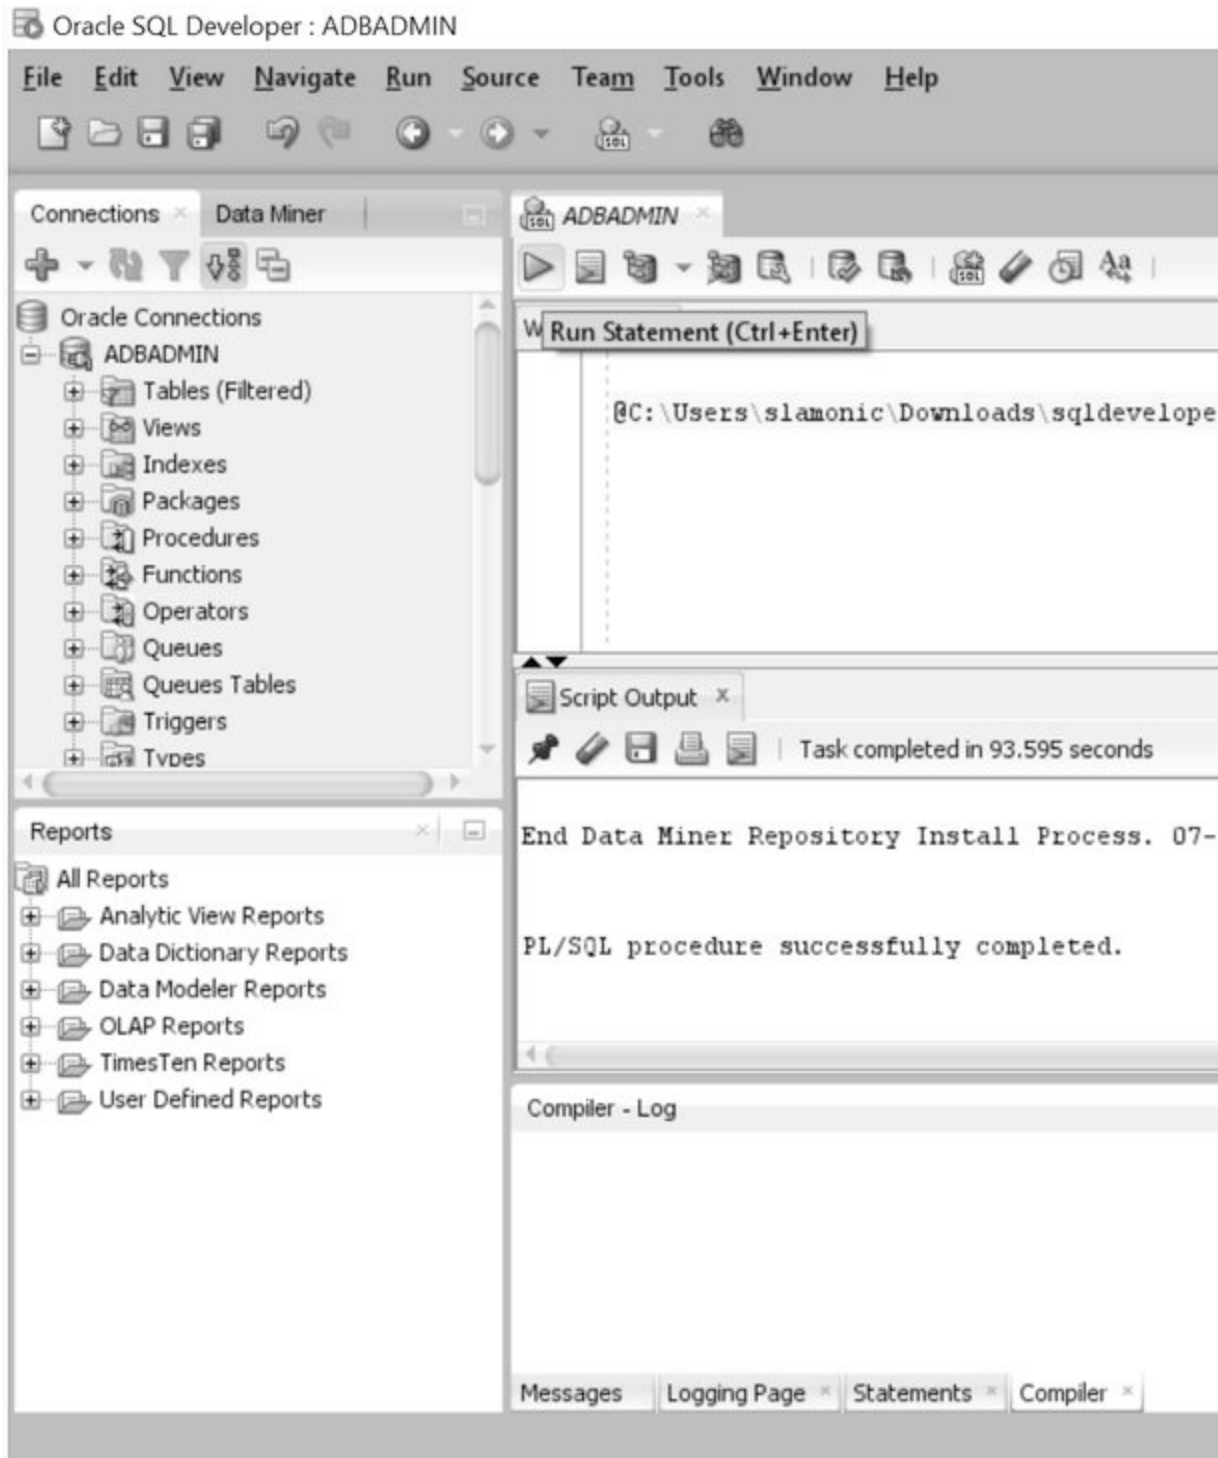 Oracle SQL Developer : ADBADMIN
File Edit View Navigate Run Source Team Tools Window Help
Connections Data Miner
Oracle Connections
ADBADMIN
Tables (Filtered)
Views
Indexes
Packages
Procedures
Functions
Operators
Queues
Queues Tables
Triggers
Types
Reports
All Reports
Analytic View Reports
Data Dictionary Reports
Data Modeler Reports
OLAP Reports
TimesTen Reports
User Defined Reports
ADBADMIN
Aa
W Run Statement (Ctrl+Enter)
@C:\Users\slamonic\Downloads\sqldevelope
Script Output
Task completed in 93.595 seconds
End Data Miner Repository Install Process. 07-
PL/SQL procedure successfully completed.
Compiler - Log
Messages Logging Page Statements Compiler